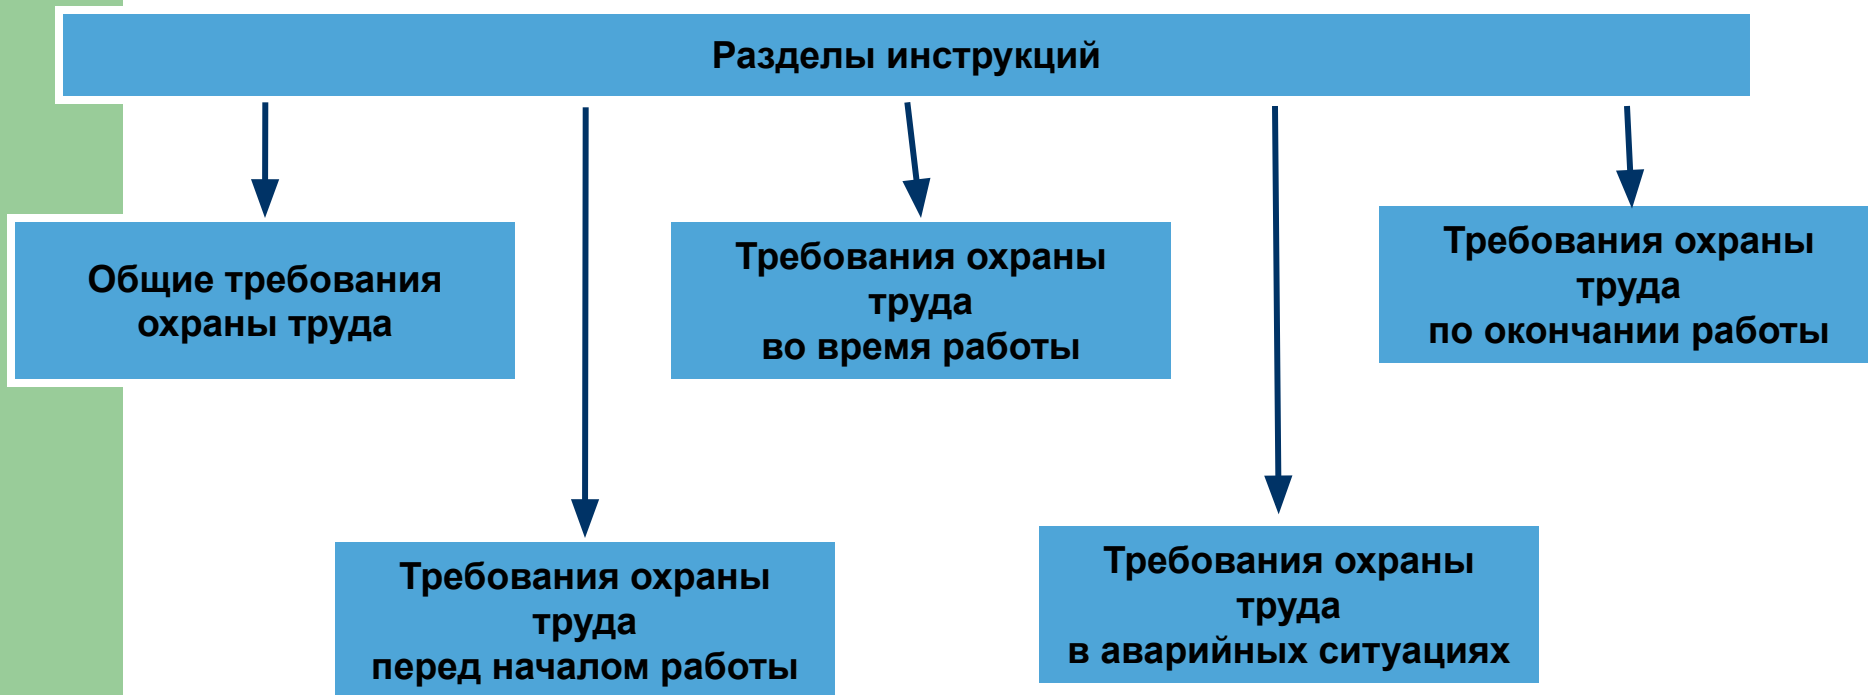 Разделы инструкций
Общие требования
охраны труда
Требования охраны
труда
перед началом работы
Требования охраны
труда
во время работы
Требования охраны
труда
в аварийных ситуациях
Требования охраны
труда
по окончании работы